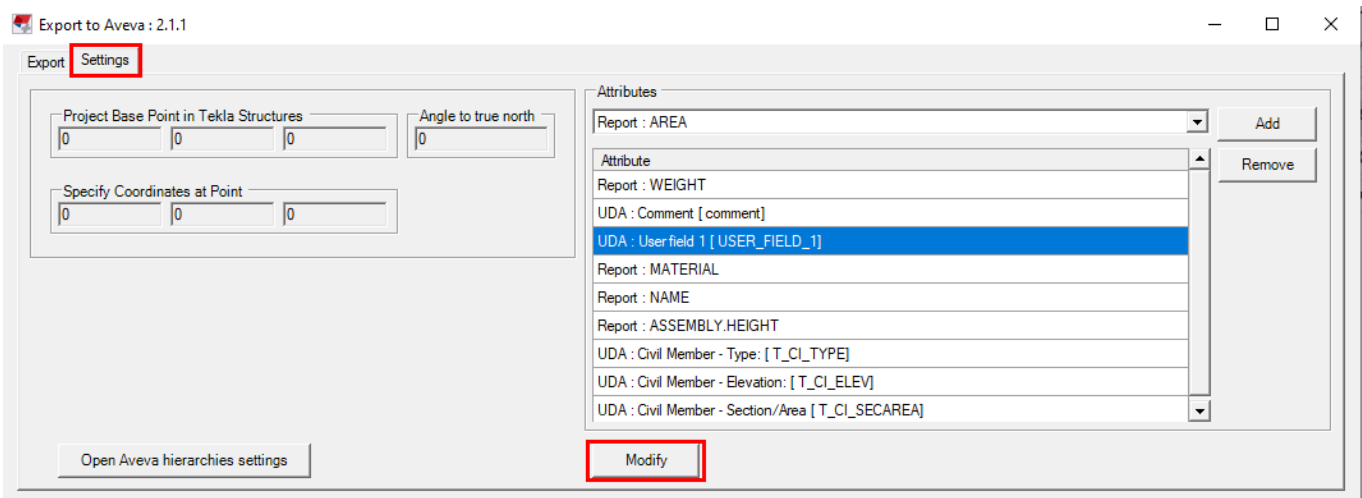 Export to Aveva : 2.1.1
Export Settings
Project Base Point in Tekla Structures
0 0 0
Angle to true north
0
Specify Coordinates at Point
0 0 0
Attributes
Report : AREA
Add
Remove
Attribute
Report : WEIGHT
UDA : Comment [ comment]
UDA : User field 1 [ USER_FIELD_1]
Report : MATERIAL
Report : NAME
Report : ASSEMBLY.HEIGHT
UDA : Civil Member - Type: [ T_CI_TYPE]
UDA : Civil Member - Elevation: [ T_CI_ELEV]
UDA : Civil Member - Section/Area [ T_CI_SECAREA]
Open Aveva hierarchies settings
Modify